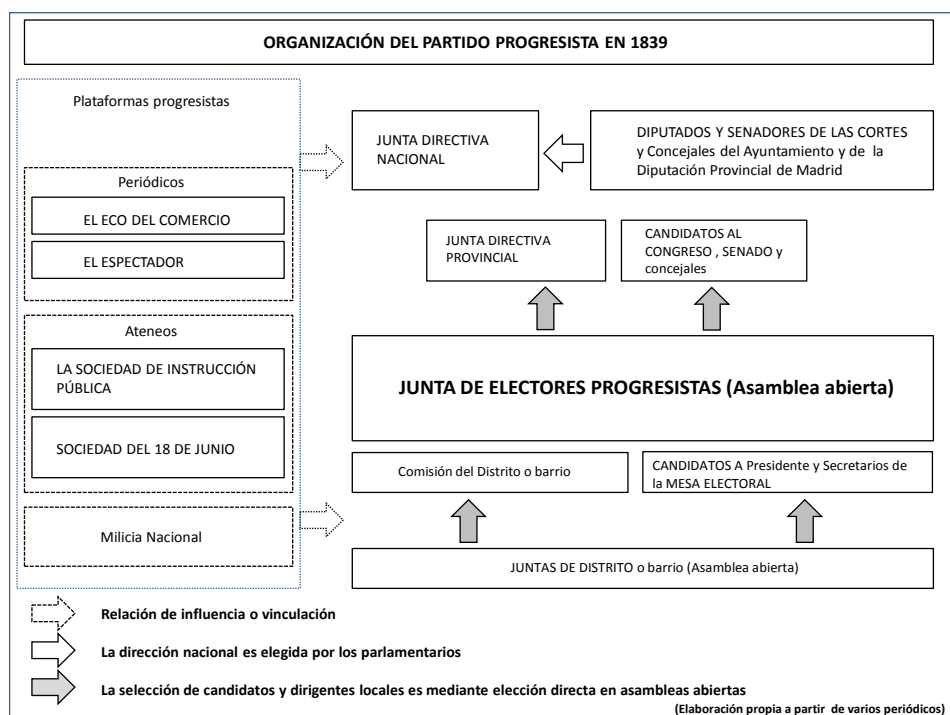 ORGANIZACIÓN DEL PARTIDO PROGRESISTA EN 1839
Plataformas progresistas
Periódicos
EL ECO DEL COMERCIO
EL ESPECTADOR
Ateneos
LA SOCIEDAD DE INSTRUCCIÓN
PÚBLICA
SOCIEDAD DEL 18 DE JUNIO
Milicia Nacional
JUNTA DIRECTIVA
NACIONAL
DIPUTADOS Y SENADORES DE LAS CORTES
y Concejales del Ayuntamiento y de la
Diputación Provincial de Madrid
JUNTA DIRECTIVA
PROVINCIAL
CANDIDATOS AL
CONGRESO , SENADO y
concejales
JUNTA DE ELECTORES PROGRESISTAS (Asamblea abierta)
Comisión del Distrito o barrio
CANDIDATOS A Presidente y Secretarios de
la MESA ELECTORAL
JUNTAS DE DISTRITO o barrio (Asamblea abierta)
Relación de influencia o vinculación
La dirección nacional es elegida por los parlamentarios
La selección de candidatos y dirigentes locales es mediante elección directa en asambleas abiertas
(Elaboración propia a partir de varios periódicos)